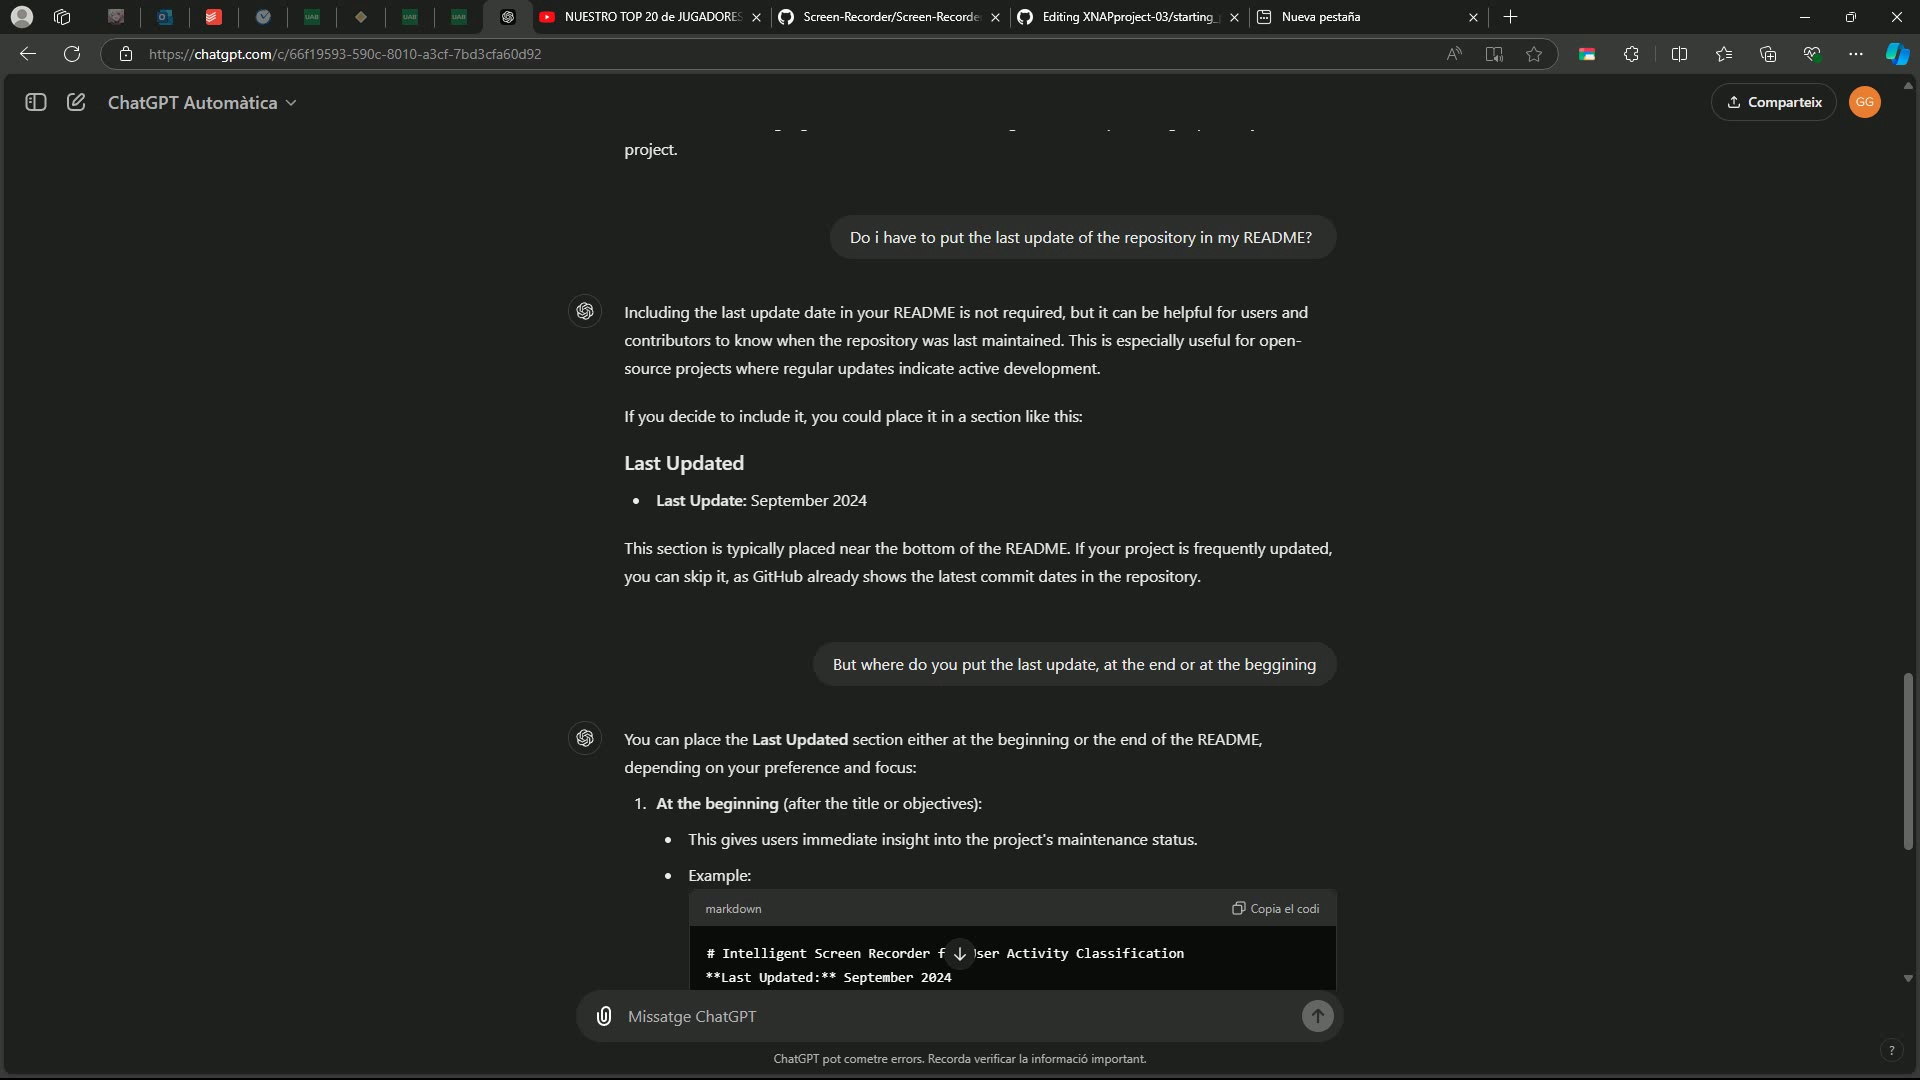 UAB
UAB
UAB
NUESTRO TOP 20 de JUGADORES
Screen-Recorder/Screen-Recorde
Editing XNAPproject-03/starting_
Nueva pestaña
https://chatgpt.com/c/66f19593-590c-8010-a3cf-7bd3cfa60d92
ChatGPT Automàtica
Comparteix
GG
project.
Do i have to put the last update of the repository in my README?
Including the last update date in your README is not required, but it can be helpful for users and
contributors to know when the repository was last maintained. This is especially useful for open-
source projects where regular updates indicate active development.
If you decide to include it, you could place it in a section like this:
Last Updated
• Last Update: September 2024
This section is typically placed near the bottom of the README. If your project is frequently updated,
you can skip it, as GitHub already shows the latest commit dates in the repository.
But where do you put the last update, at the end or at the beggining
You can place the Last Updated section either at the beginning or the end of the README,
depending on your preference and focus:
1. At the beginning (after the title or objectives):
• This gives users immediate insight into the project's maintenance status.
• Example:
markdown
Copia el codi
# Intelligent Screen Recorder f ser Activity Classification
**Last Updated:** September 2024
Missatge ChatGPT
ChatGPT pot cometre errors. Recorda verificar la informació important.
?